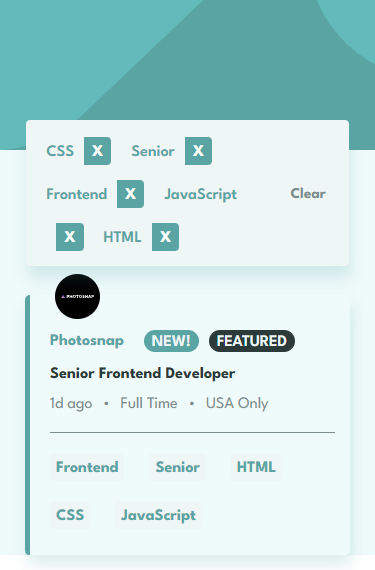 CSS X Senior X
Frontend X JavaScript Clear
X HTML X
PHOTOSNAP
Photosnap NEW! FEATURED
Senior Frontend Developer
1d ago • Full Time • USA Only
Frontend Senior HTML
CSS JavaScript